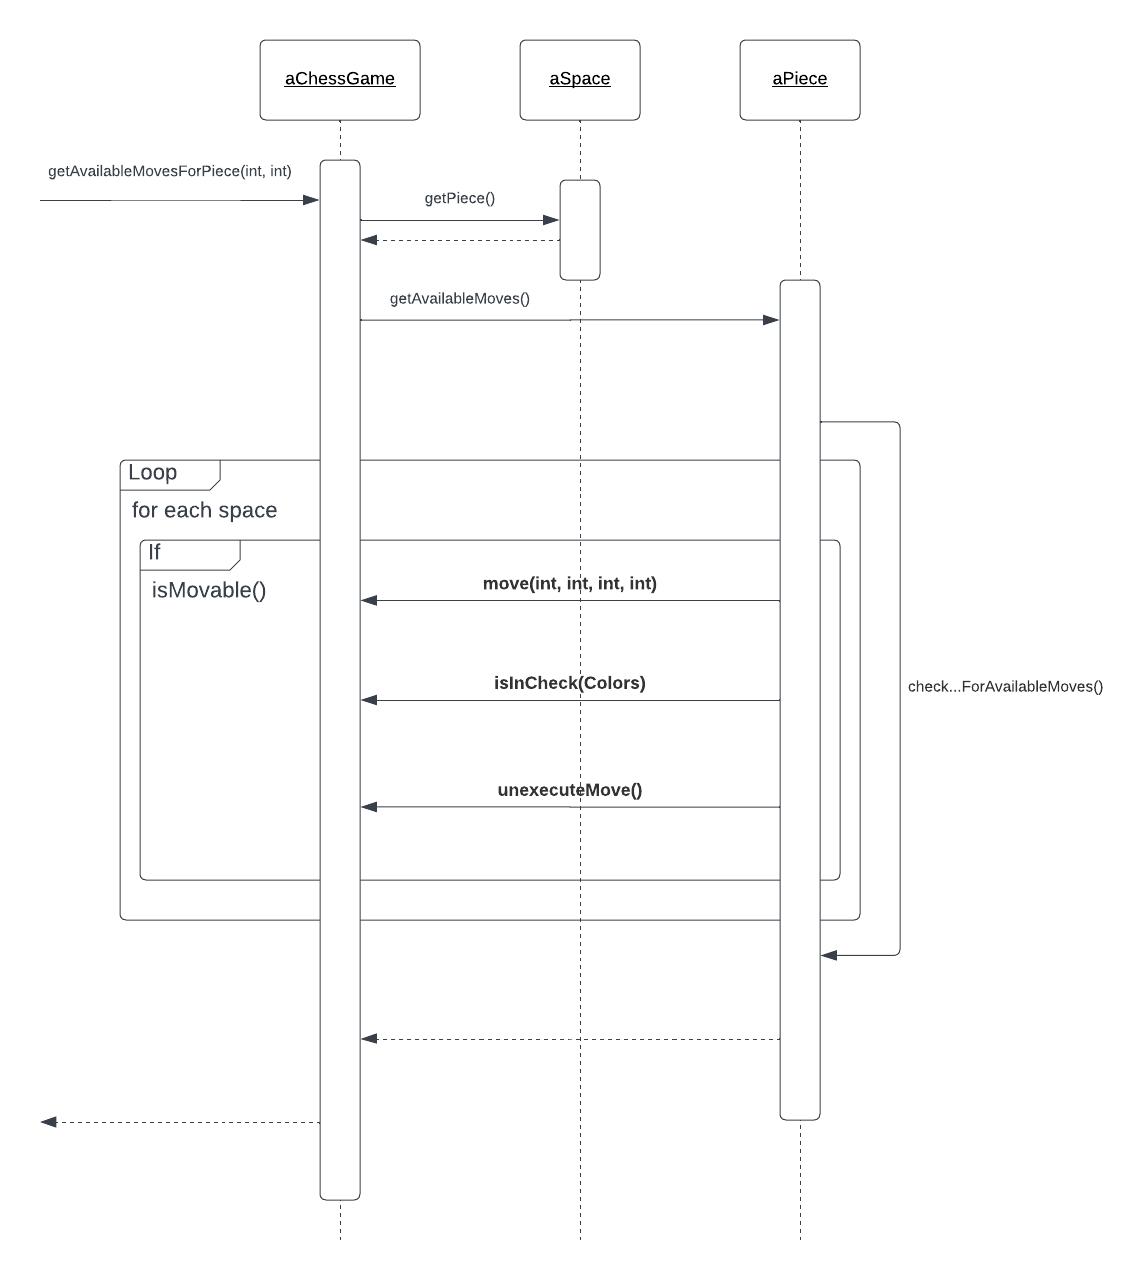 aChessGame
aSpace
aPiece
getAvailableMovesForPiece(int, int)
getPiece()
getAvailableMoves()
Loop
for each space
If
isMovable()
move(int, int, int, int)
isInCheck(Colors)
check...ForAvailableMoves()
unexecuteMove()